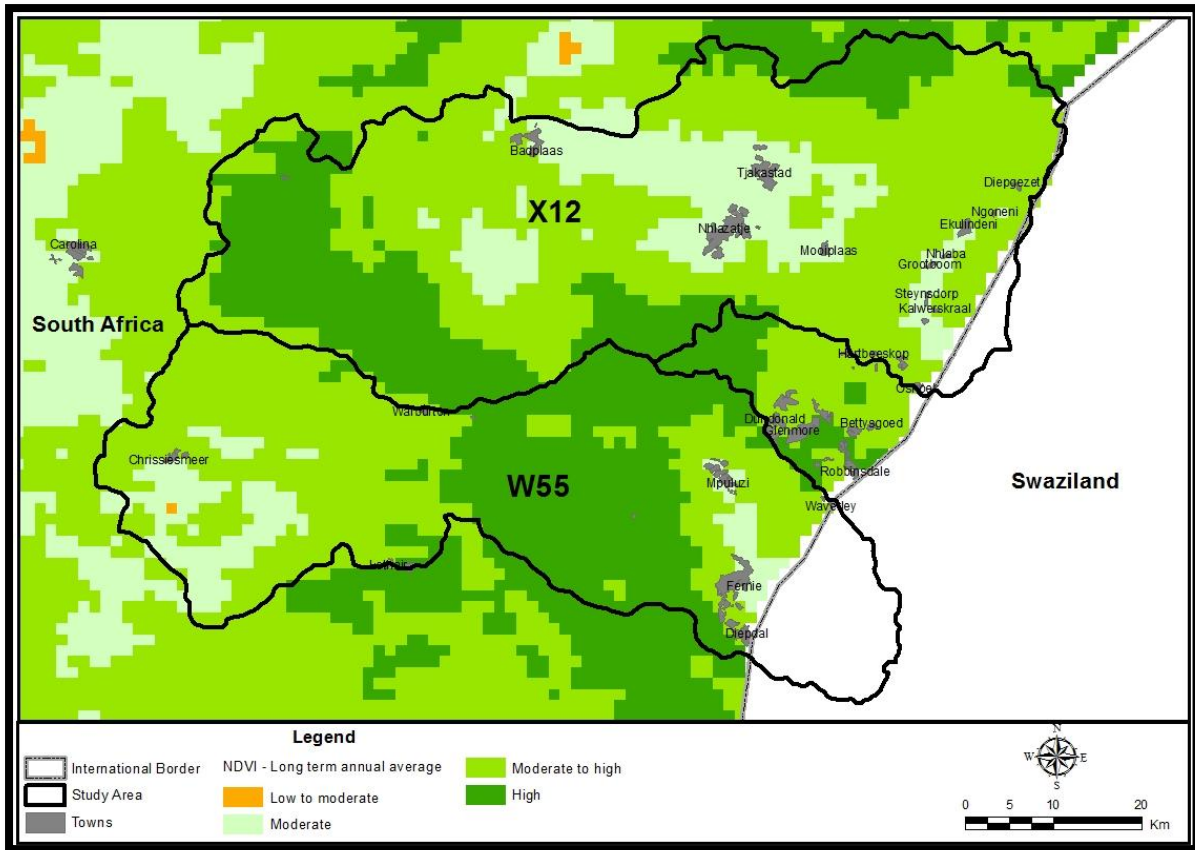 Badplaas
Tjakastad
Diepgezet
X12
Ngoneni
Ekulindeni
Nhlazatje
Carolina
Mooiplaas
Nhlaba
Grootboom
Steynsdorp
Kalwerskraal
South Africa
Hartbeeskop
Oshoek
Warburton
Dundonald
Glenmore
Bettysgoed
Chrissiesmeer
Robbinsdale
W55
Mpuluzi
Swaziland
Waverley
Lothair
Fernie
Diepdal
Legend
International Border
Study Area
Towns
NDVI - Long term annual average
Low to moderate
Moderate
Moderate to high
High
N
W E
S
0 5 10 20
Km